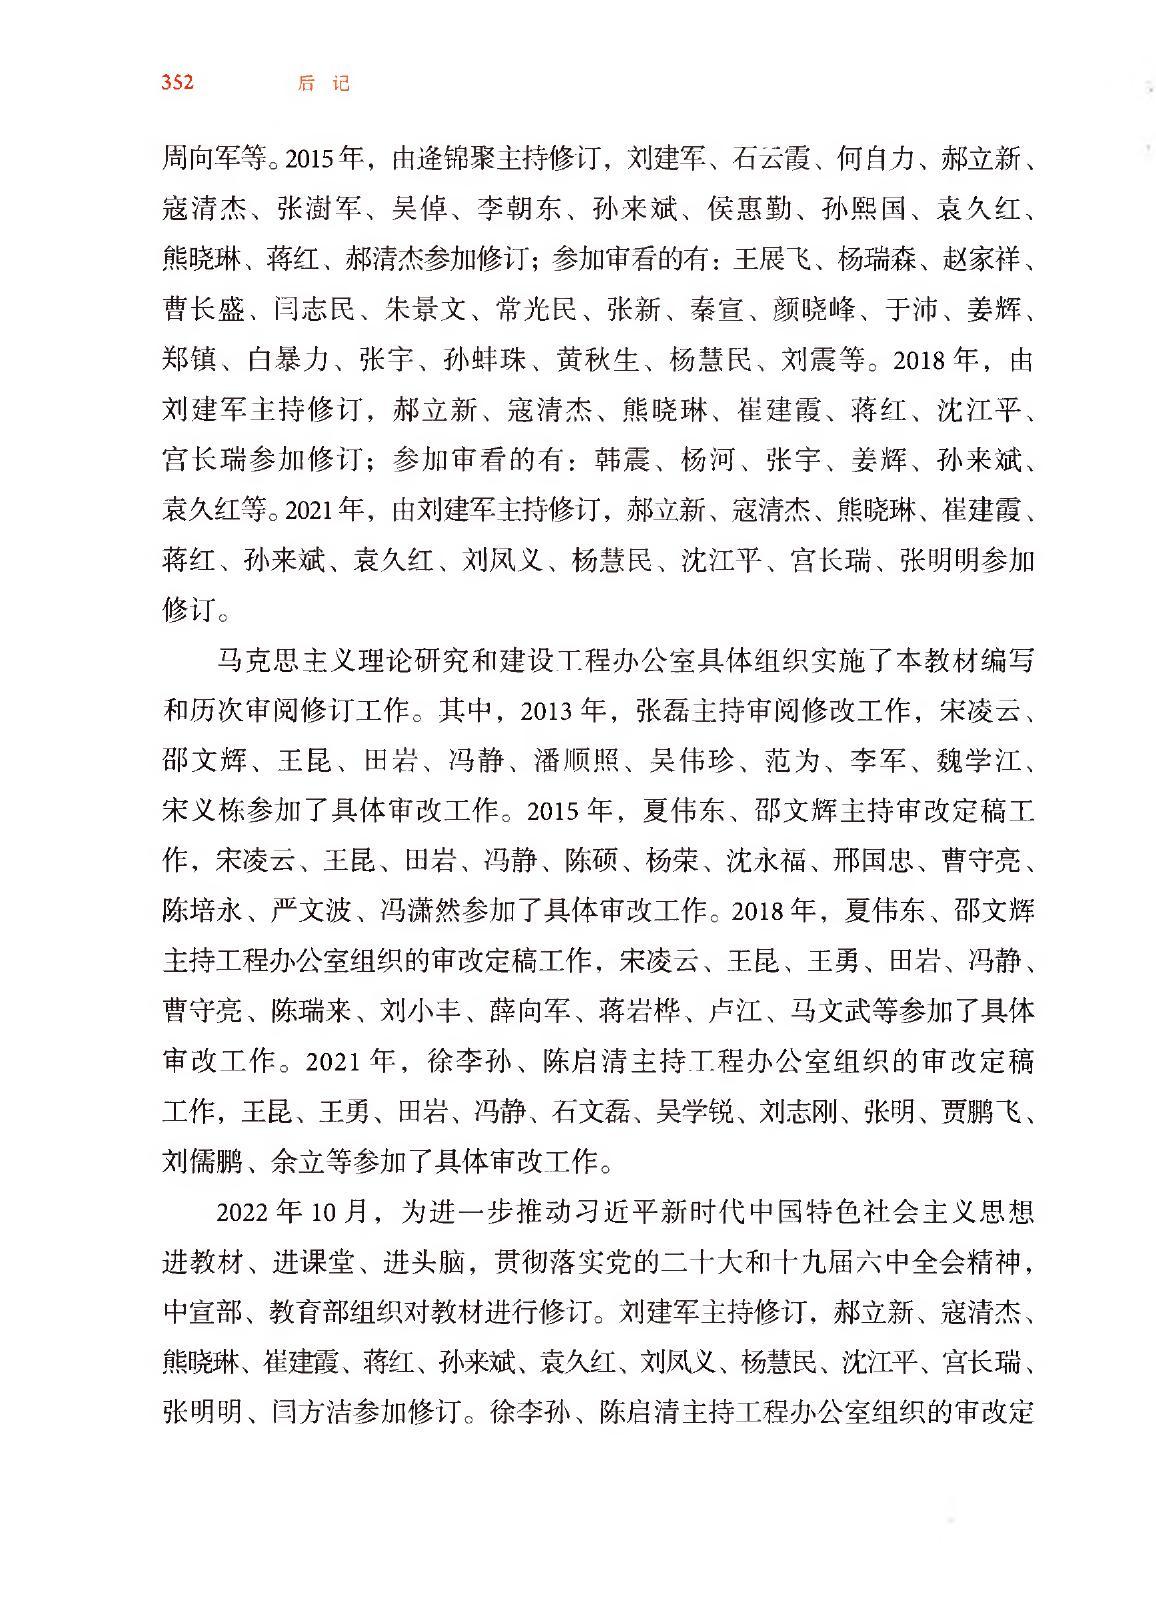 352 后 记
周向军等。2015年，由逄锦聚主持修订，刘建军、石云霞、何自力、郝立新、
寇清杰、张澍军、吴倬、李朝东、孙来斌、侯惠勤、孙熙国、袁久红、
熊晓琳、蒋红、郝清杰参加修订；参加审看的有：王展飞、杨瑞森、赵家祥、
曹长盛、闫志民、朱景文、常光民、张新、秦宣、颜晓峰、于沛、姜辉、
郑镇、白暴力、张宇、孙蚌珠、黄秋生、杨慧民、刘震等。2018年，由
刘建军主持修订，郝立新、寇清杰、熊晓琳、崔建霞、蒋红、沈江平、
宫长瑞参加修订；参加审看的有：韩震、杨河、张宇、姜辉、孙来斌、
袁久红等。2021年，由刘建军主持修订，郝立新、寇清杰、熊晓琳、崔建霞、
蒋红、孙来斌、袁久红、刘凤义、杨慧民、沈江平、宫长瑞、张明明参加
修订。
马克思主义理论研究和建设工程办公室具体组织实施了本教材编写
和历次审阅修订工作。其中，2013年，张磊主持审阅修改工作，宋凌云、
邵文辉、王昆、田岩、冯静、潘顺照、吴伟珍、范为、李军、魏学江、
宋义栋参加了具体审改工作。2015年，夏伟东、邵文辉主持审改定稿工
作，宋凌云、王昆、田岩、冯静、陈硕、杨荣、沈永福、邢国忠、曹守亮、
陈培永、严文波、冯潇然参加了具体审改工作。2018年，夏伟东、邵文辉
主持工程办公室组织的审改定稿工作，宋凌云、王昆、王勇、田岩、冯静、
曹守亮、陈瑞来、刘小丰、薛向军、蒋岩桦、卢江、马文武等参加了具体
审改工作。2021年，徐李孙、陈启清主持工程办公室组织的审改定稿
工作，王昆、王勇、田岩、冯静、石文磊、吴学锐、刘志刚、张明、贾鹏飞、
刘儒鹏、余立等参加了具体审改工作。
2022年10月，为进一步推动习近平新时代中国特色社会主义思想
进教材、进课堂、进头脑，贯彻落实党的二十大和十九届六中全会精神，
中宣部、教育部组织对教材进行修订。刘建军主持修订，郝立新、寇清杰、
熊晓琳、崔建霞、蒋红、孙来斌、袁久红、刘凤义、杨慧民、沈江平、宫长瑞、
张明明、闫方洁参加修订。徐李孙、陈启清主持工程办公室组织的审改定